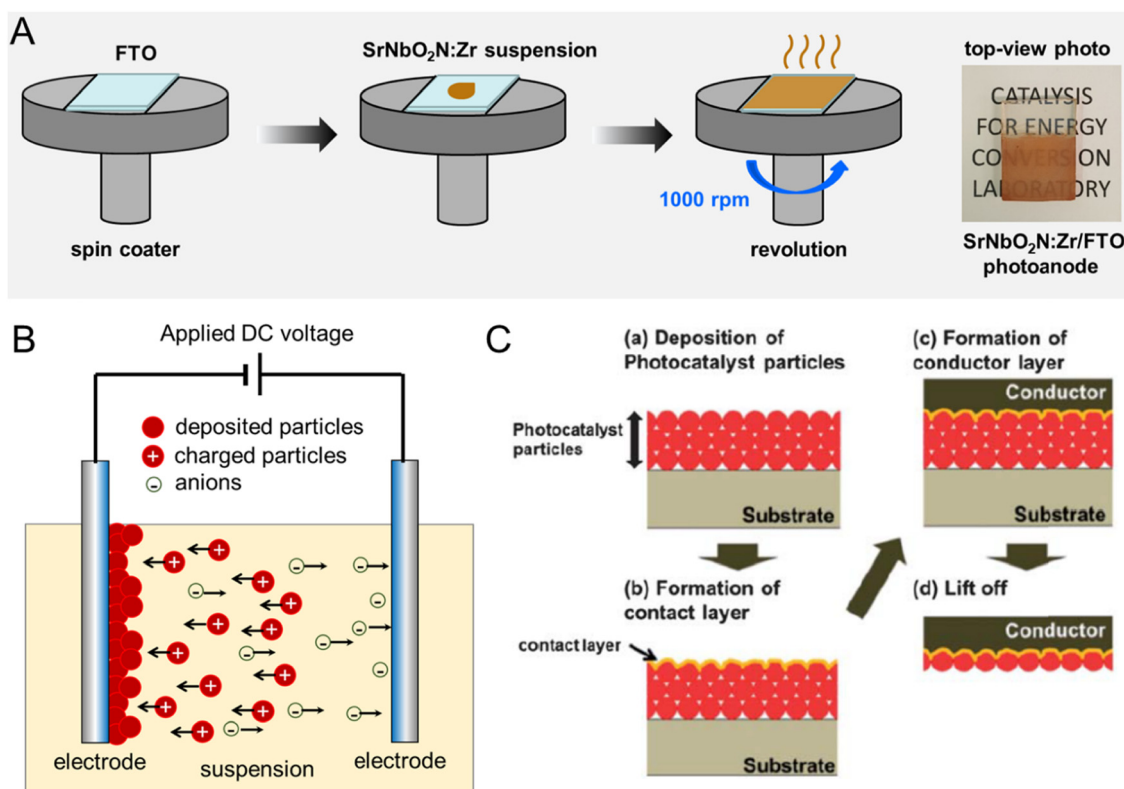 A
FTO
SrNbO₂N:Zr suspension
1000 rpm
spin coater
revolution
top-view photo
CATALYSIS
FOR ENERGY
CONVERSION
LABORATORY
SrNbO₂N:Zr/FTO
photoanode
B
Applied DC voltage
deposited particles
+ charged particles
- anions
electrode
suspension
electrode
C
(a) Deposition of
Photocatalyst particles
Photocatalyst
particles
Substrate
(b) Formation of
contact layer
contact layer
Substrate
(c) Formation of
conductor layer
Conductor
Substrate
(d) Lift off
Conductor